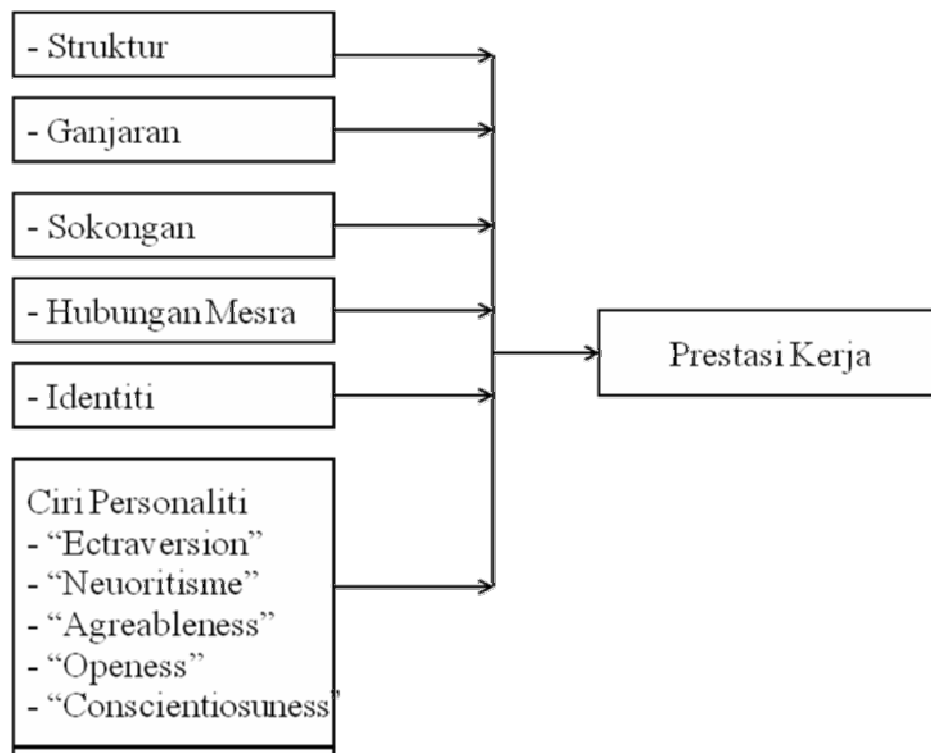 - Struktur
- Ganjaran
- Sokongan
- Hubungan Mesra
- Identiti
Ciri Personaliti
- “Ectraversion”
- “Neuoritisme”
- “Agreableness”
- “Openess”
- “Conscientiosuness”
Prestasi Kerja